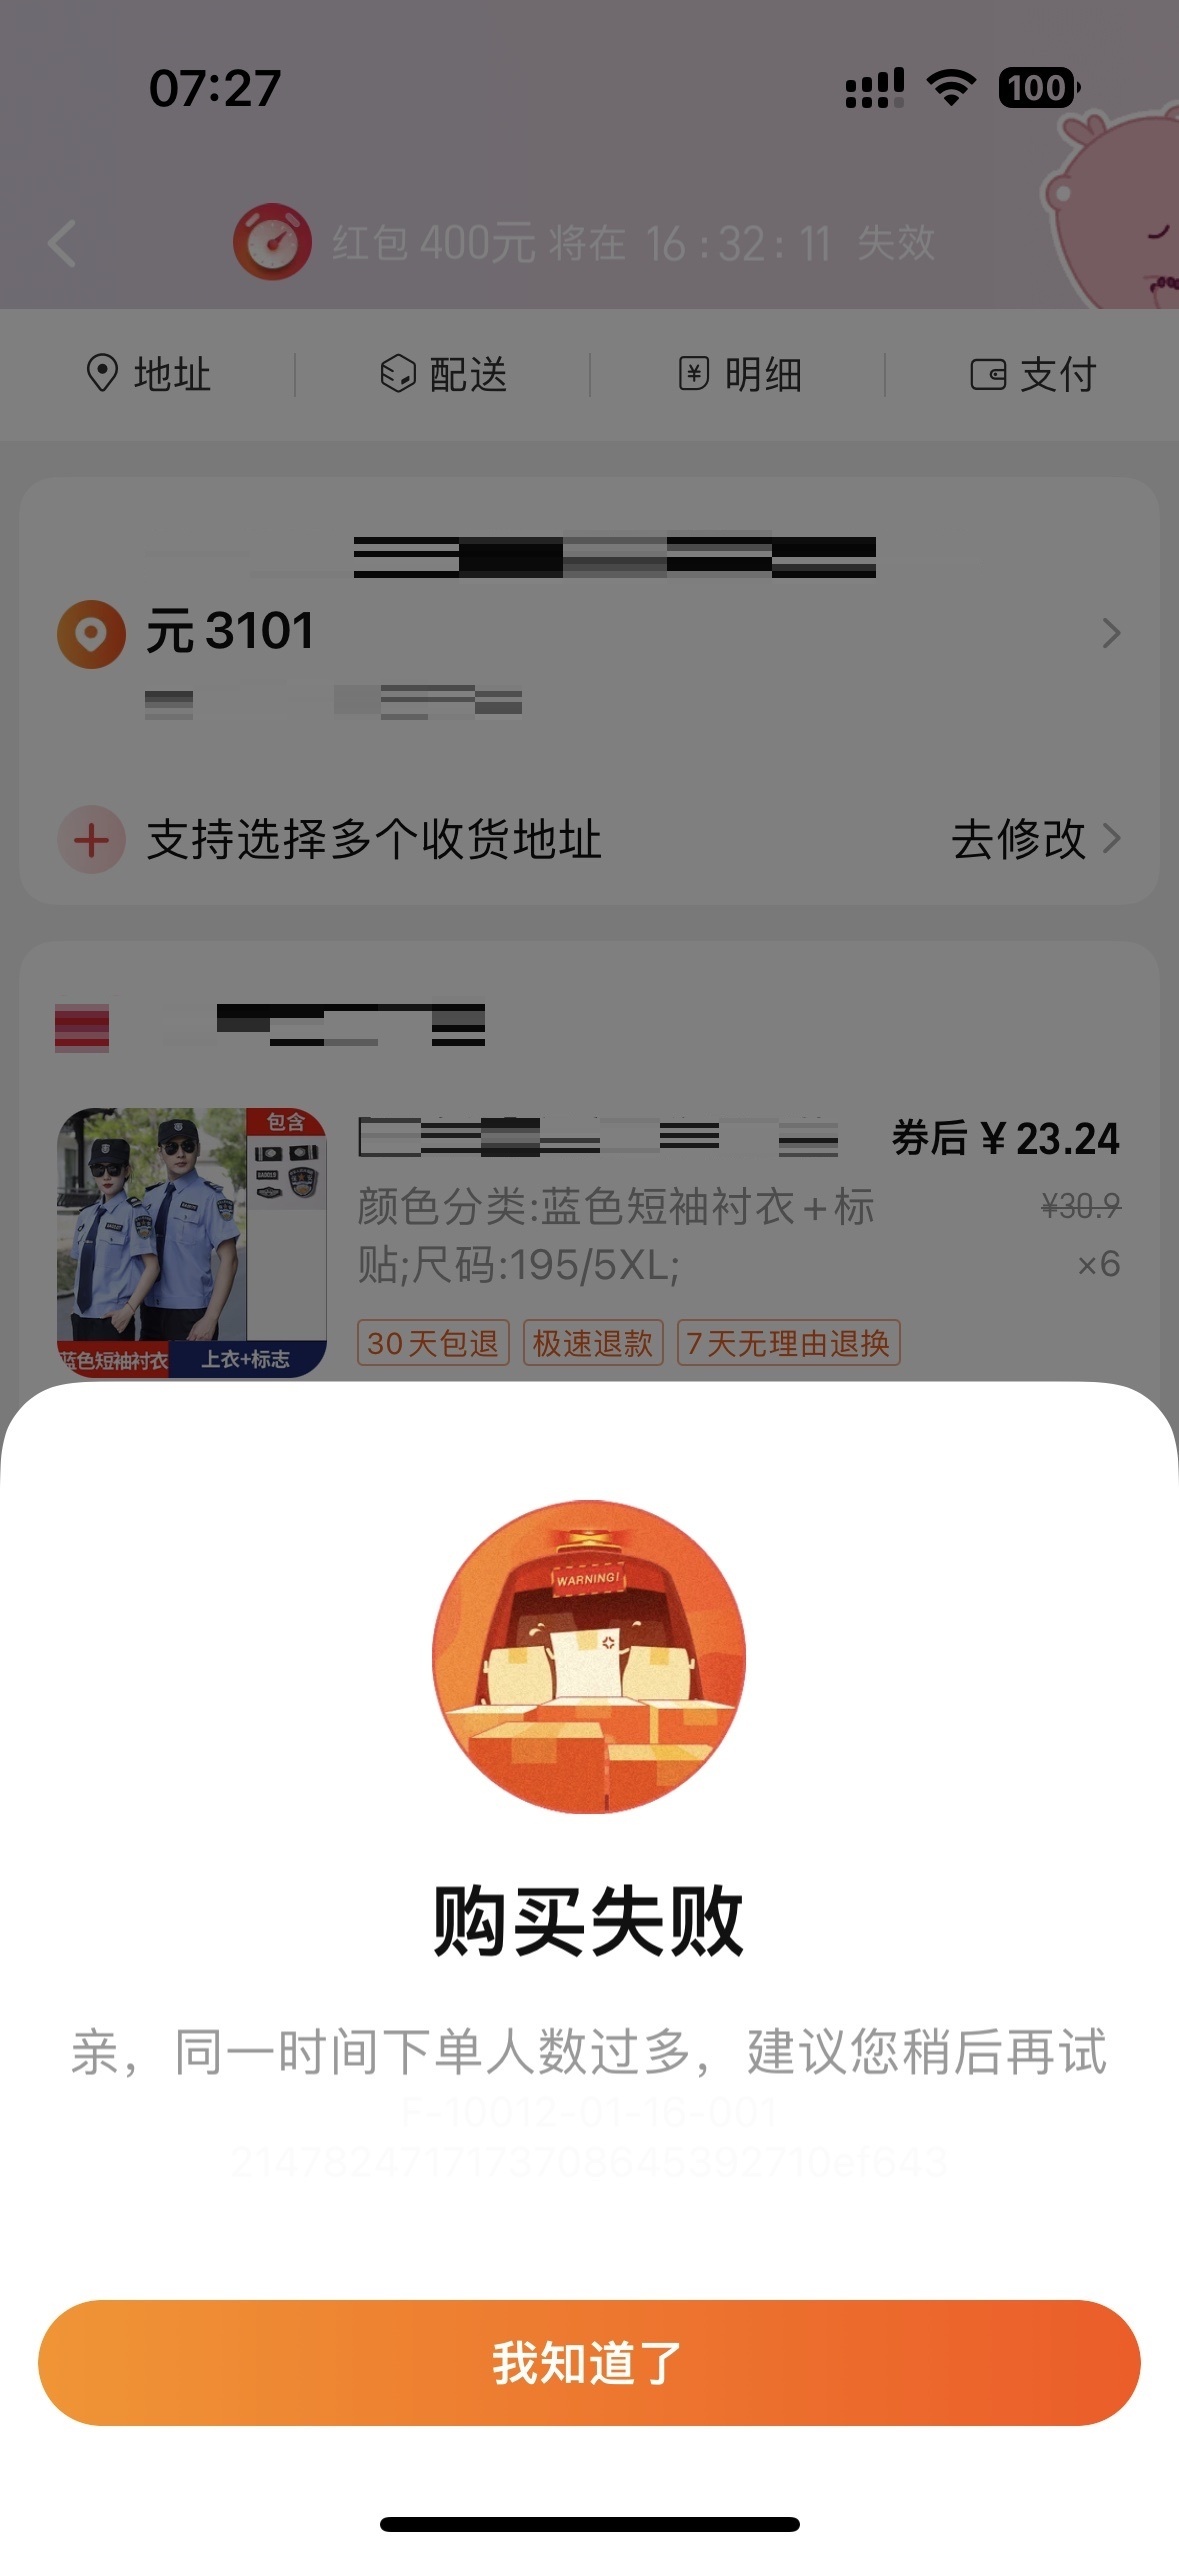 07:27
100
红包 400元 将在 16 : 32 : 11 失效
地址
配送
明细
支付
元 3101
支持选择多个收货地址
去修改
包含
蓝色短袖衬衣
上衣+标志
券后 ¥ 23.24
颜色分类:蓝色短袖衬衣+标
¥30.9
贴;尺码:195/5XL;
×6
30天包退
极速退款
7天无理由退换
WARNING!
购买失败
亲，同一时间下单人数过多，建议您稍后再试
F-10012-01-16-001
2147824717173708645392710ef643
我知道了